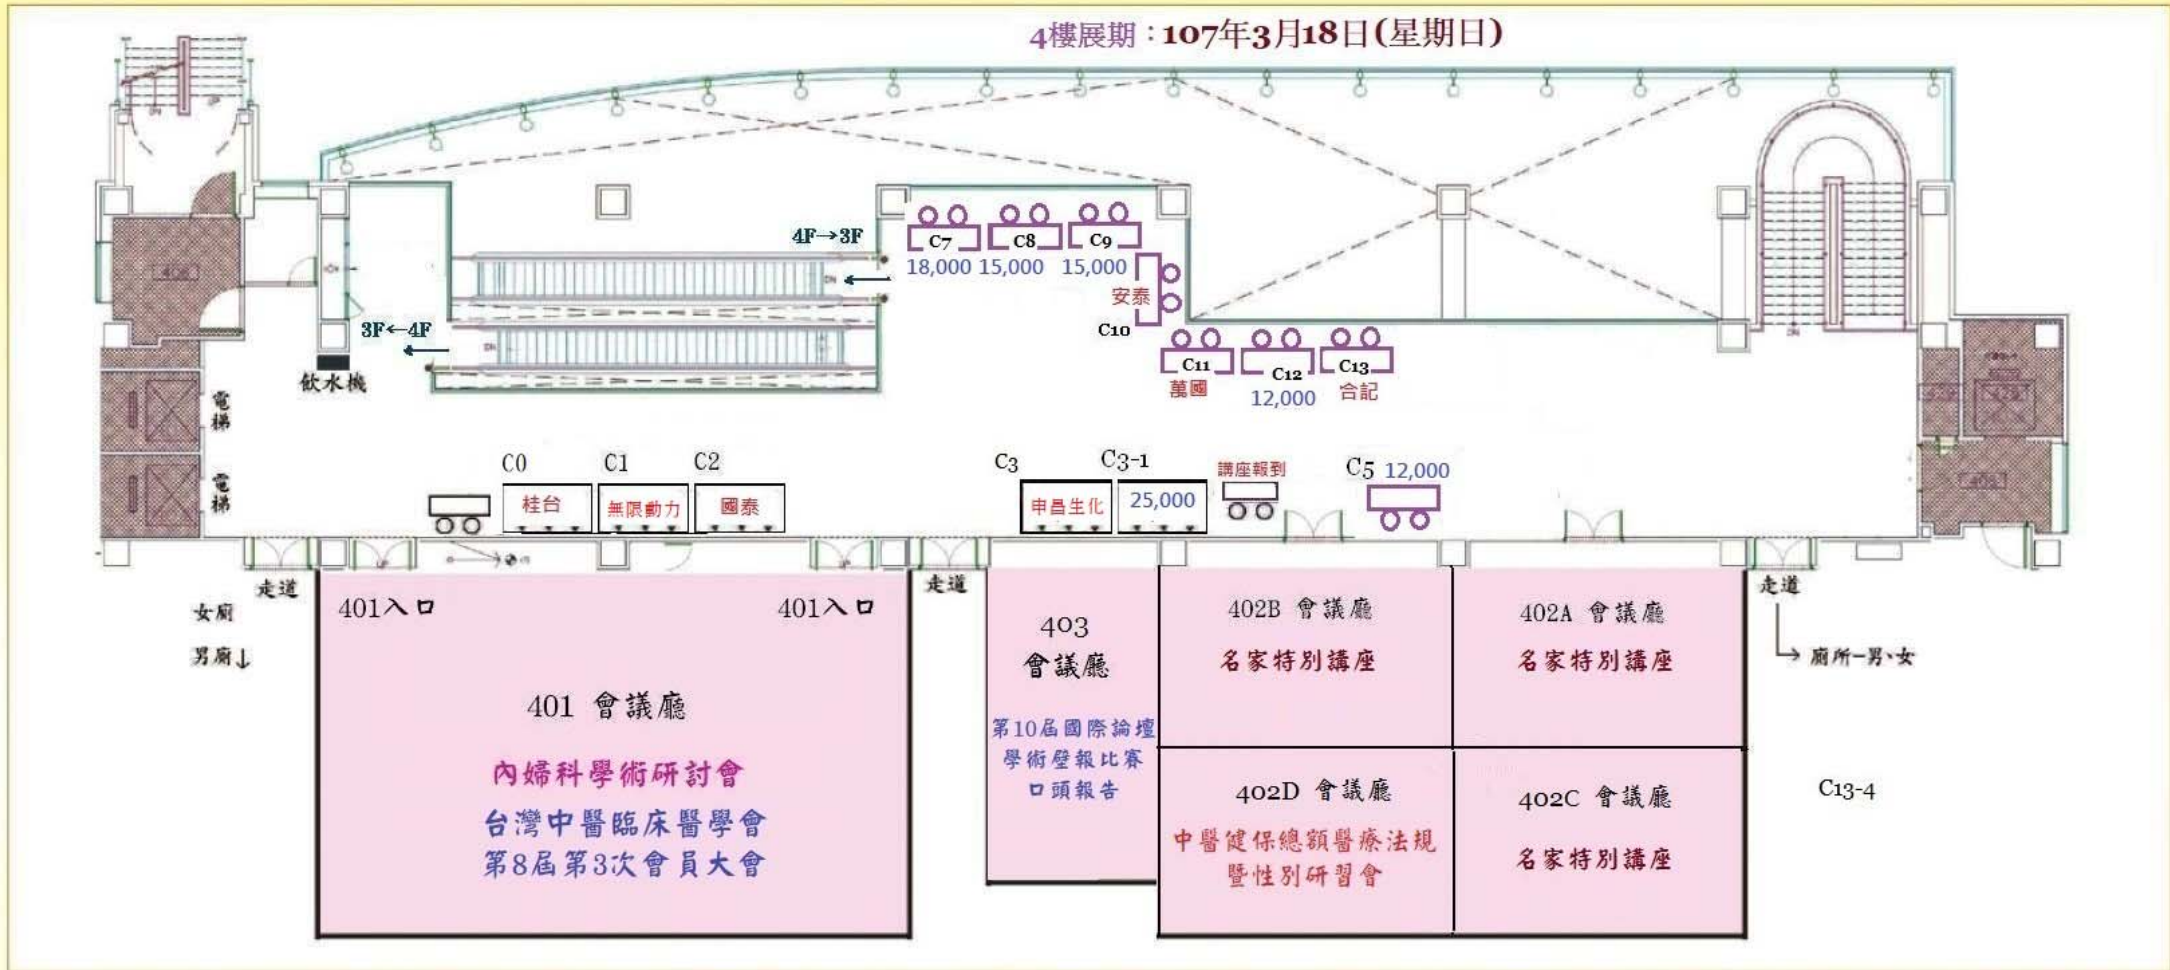 4樓展期：107年3月18日(星期日)
4F→3F
C7
C8
C9
18,000
15,000
15,000
安泰
C10
3F←4F
飲水機
C11
C12
C13
萬國
12,000
合記
電梯
電梯
C0
C1
C2
桂台
無限動力
國泰
C3
C3-1
申昌生化
25,000
講座報到
C5
12,000
走道
走道
走道
女廁
男廁↓
401入口
401入口
401 會議廳
內婦科學術研討會
台灣中醫臨床醫學會
第8屆第3次會員大會
403
會議廳
第10屆國際論壇
學術壁報比賽
口頭報告
402B 會議廳
名家特別講座
402A 會議廳
名家特別講座
402D 會議廳
中醫健保總額醫療法規
暨性別研習會
402C 會議廳
名家特別講座
廁所-男、女
C13-4